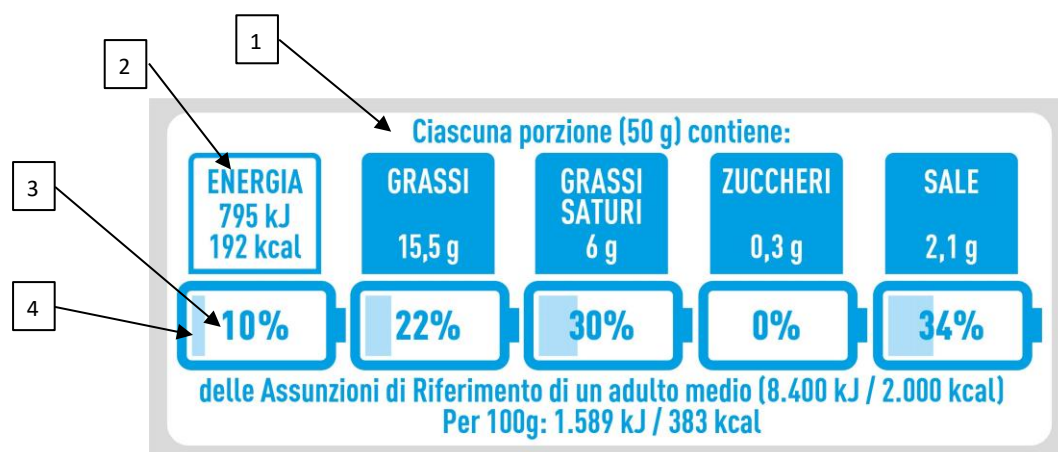 1
2
3
4
Ciascuna porzione (50 g) contiene:
ENERGIA
795 kJ
192 kcal
GRASSI
15,5 g
GRASSI
SATURI
6 g
ZUCCHERI
0,3 g
SALE
2,1 g
10%
22%
30%
0%
34%
delle Assunzioni di Riferimento di un adulto medio (8.400 kJ / 2.000 kcal)
Per 100g: 1.589 kJ / 383 kcal